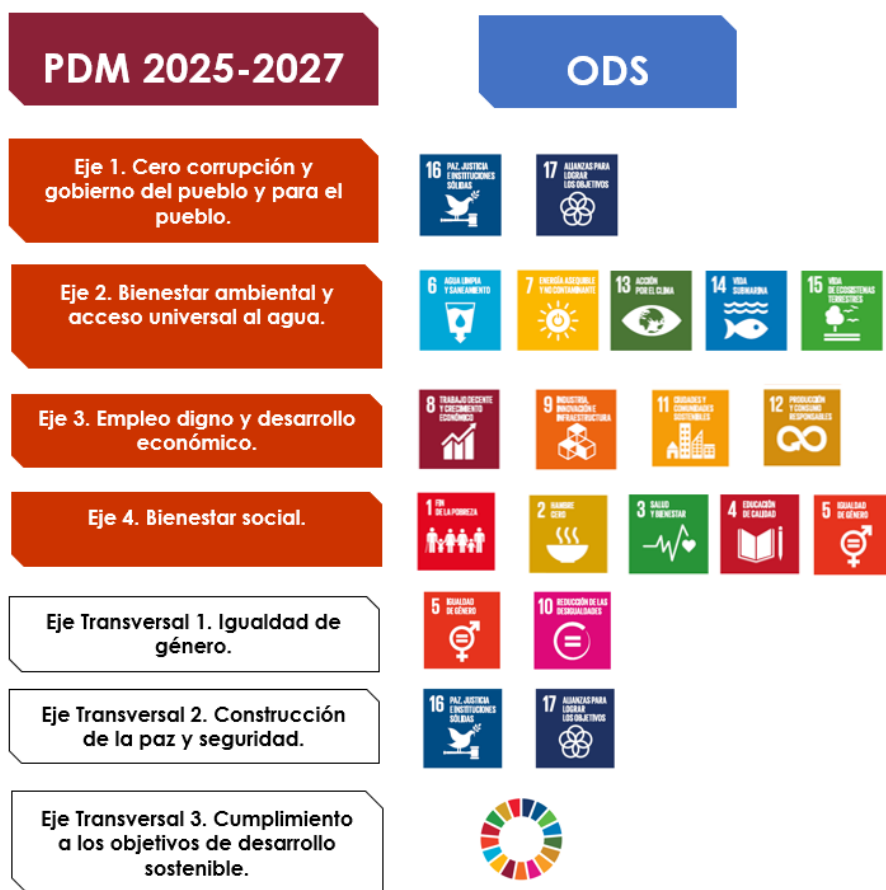 PDM 2025-2027
ODS
Eje 1. Cero corrupción y
gobierno del pueblo y para el
pueblo.
16 PAZ, JUSTICIA
E INSTITUCIONES
SÓLIDAS
17 ALIANZAS PARA
LOGRAR
LOS OBJETIVOS
Eje 2. Bienestar ambiental y
acceso universal al agua.
6 AGUA LIMPIA
Y SANEAMIENTO
7 ENERGÍA ASEQUIBLE
Y NO CONTAMINANTE
13 ACCIÓN
POR EL CLIMA
14 VIDA
SUBMARINA
15 VIDA
DE ECOSISTEMAS
TERRESTRES
Eje 3. Empleo digno y desarrollo
económico.
8 TRABAJO DECENTE
Y CRECIMIENTO
ECONÓMICO
9 INDUSTRIA,
INNOVACIÓN E
INFRAESTRUCTURA
11 CIUDADES Y
COMUNIDADES
SOSTENIBLES
12 PRODUCCIÓN
Y CONSUMO
RESPONSABLES
Eje 4. Bienestar social.
1 FIN
DE LA POBREZA
2 HAMBRE
CERO
3 SALUD
Y BIENESTAR
4 EDUCACIÓN
DE CALIDAD
5 IGUALDAD
DE GÉNERO
Eje Transversal 1. Igualdad de
género.
5 IGUALDAD
DE GÉNERO
10 REDUCCIÓN DE LAS
DESIGUALDADES
Eje Transversal 2. Construcción
de la paz y seguridad.
16 PAZ, JUSTICIA
E INSTITUCIONES
SÓLIDAS
17 ALIANZAS PARA
LOGRAR
LOS OBJETIVOS
Eje Transversal 3. Cumplimiento
a los objetivos de desarrollo
sostenible.